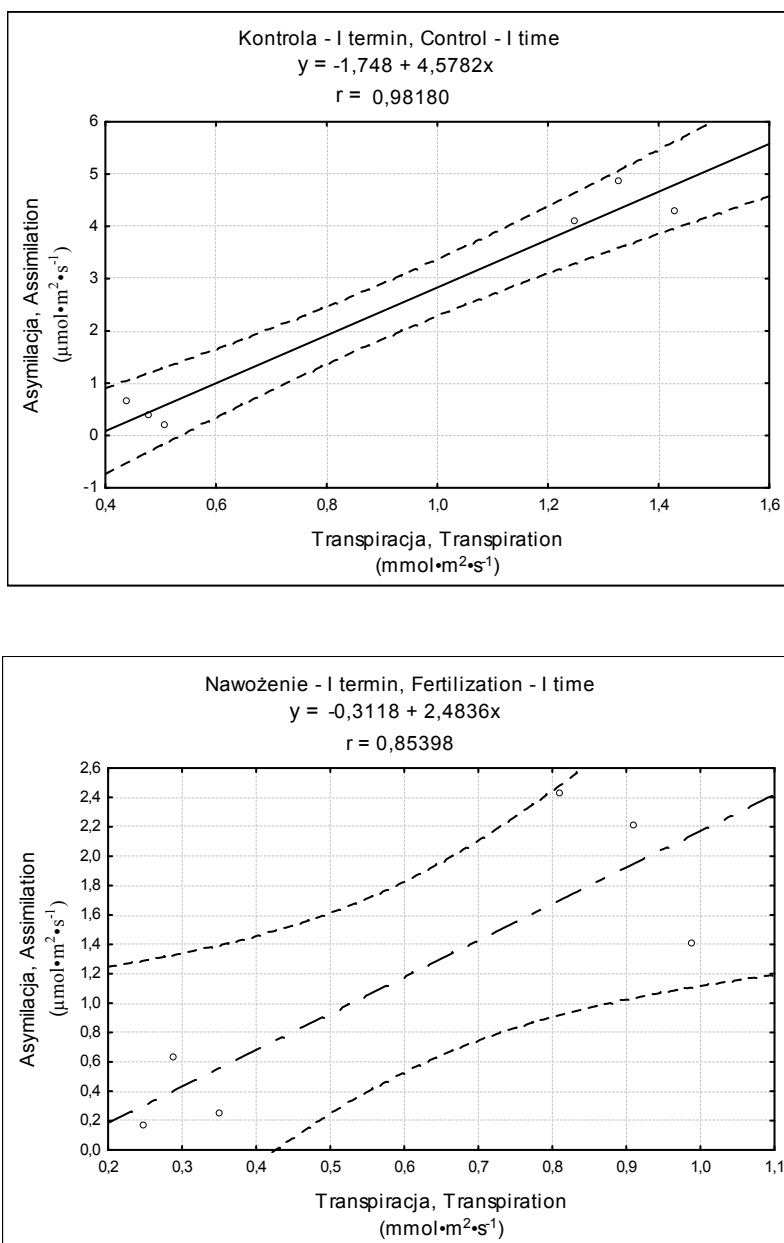 Kontrola - I termin, Control - I time
y = -1,748 + 4,5782x
r = 0,98180
6
5
4
3
2
1
0
-1
Asymilacja, Assimilation
(μmol•m²•s⁻¹)
0,4 0,6 0,8 1,0 1,2 1,4 1,6
Transpiracja, Transpiration
(mmol•m²•s⁻¹)
Nawożenie - I termin, Fertilization - I time
y = -0,3118 + 2,4836x
r = 0,85398
2,6
2,4
2,2
2,0
1,8
1,6
1,4
1,2
1,0
0,8
0,6
0,4
0,2
0,0
Asymilacja, Assimilation
(μmol•m²•s⁻¹)
0,2 0,3 0,4 0,5 0,6 0,7 0,8 0,9 1,0 1,1
Transpiracja, Transpiration
(mmol•m²•s⁻¹)